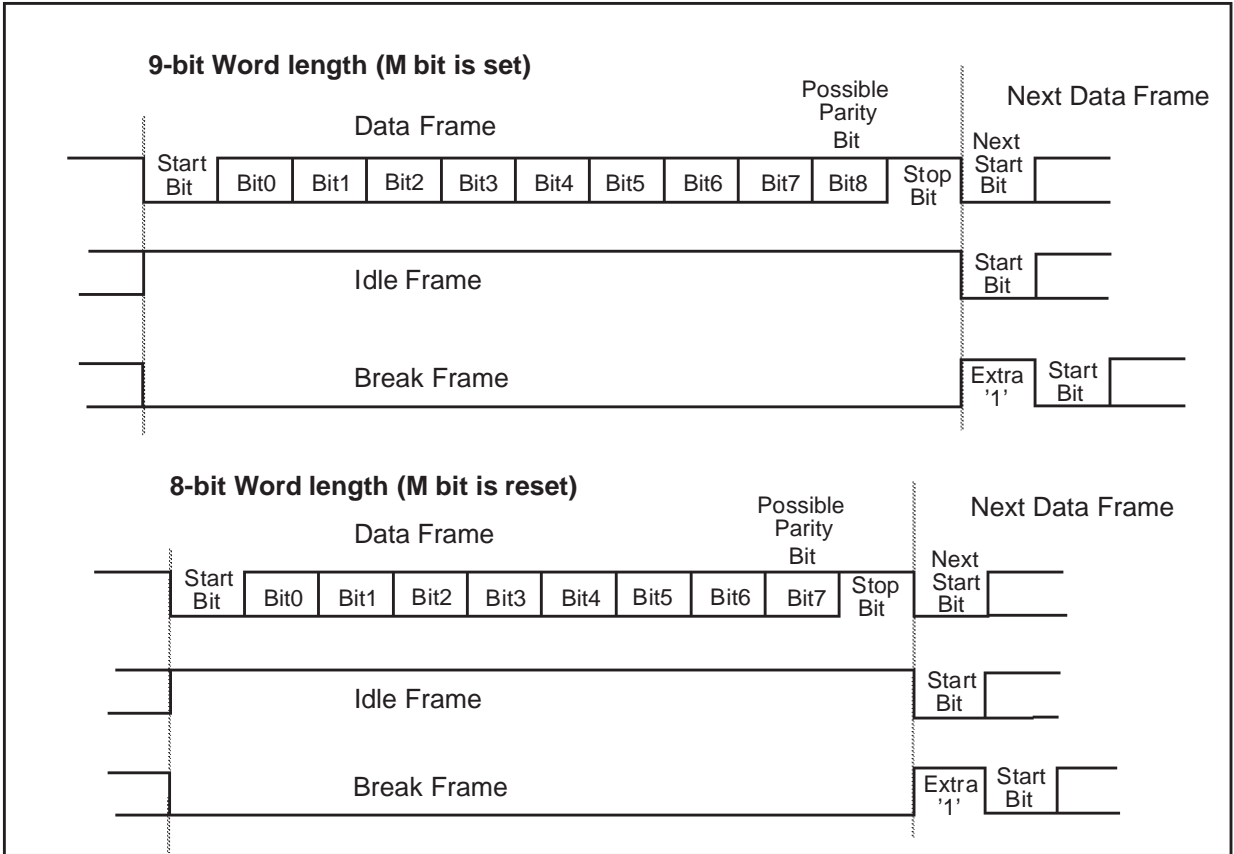 9-bit Word length (M bit is set)
Possible
Parity
Bit
Next Data Frame
Data Frame
Next
Start
Bit
Start
Bit
Bit0
Bit1
Bit2
Bit3
Bit4
Bit5
Bit6
Bit7
Bit8
Stop
Bit
Idle Frame
Start
Bit
Break Frame
Extra
'1'
Start
Bit
8-bit Word length (M bit is reset)
Possible
Parity
Bit
Next Data Frame
Data Frame
Next
Start
Bit
Start
Bit
Bit0
Bit1
Bit2
Bit3
Bit4
Bit5
Bit6
Bit7
Stop
Bit
Idle Frame
Start
Bit
Break Frame
Extra
'1'
Start
Bit